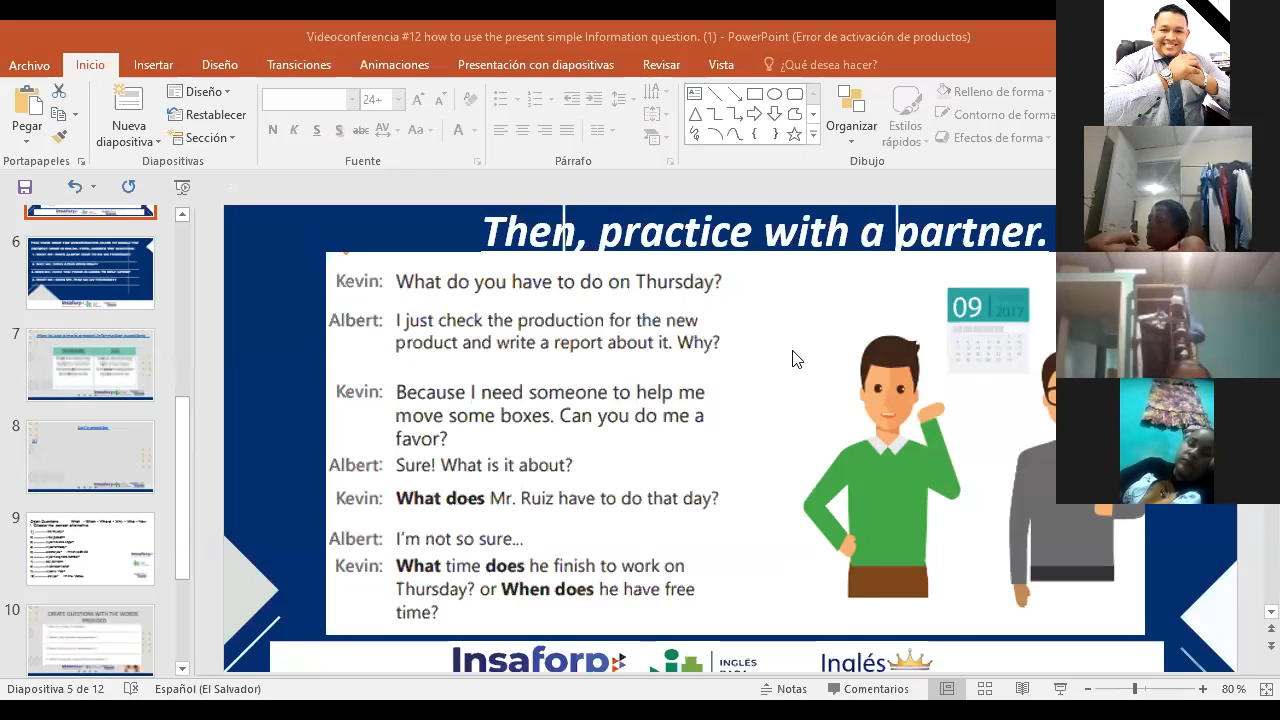 Videoconferencia #12 how to use the present simple Information question. (1) - PowerPoint (Error de activación de productos)
Archivo Inicio Insertar Diseño Transiciones Animaciones Presentación con diapositivas Revisar Vista ¿Qué desea hacer?
Pegar
Nueva diapositiva
Diseño
Restablecer
Sección
24+
N K S S abc AV Aa A
Organizar
Estilos rápidos
Relleno de forma
Contorno de forma
Efectos de forma
Portapapeles Diapositivas Fuente Párrafo Dibujo
6
7
8
9
10
Then, practice with a partner.
Kevin: What do you have to do on Thursday?
Albert: I just check the production for the new
product and write a report about it. Why?
Kevin: Because I need someone to help me
move some boxes. Can you do me a
favor?
Albert: Sure! What is it about?
Kevin: What does Mr. Ruiz have to do that day?
Albert: I'm not so sure...
Kevin: What time does he finish to work on
Thursday? or When does he have free
time?
09 2017
Insaforp
INGLÉS
Inglés
Diapositiva 5 de 12 Español (El Salvador) Notas Comentarios 80 %